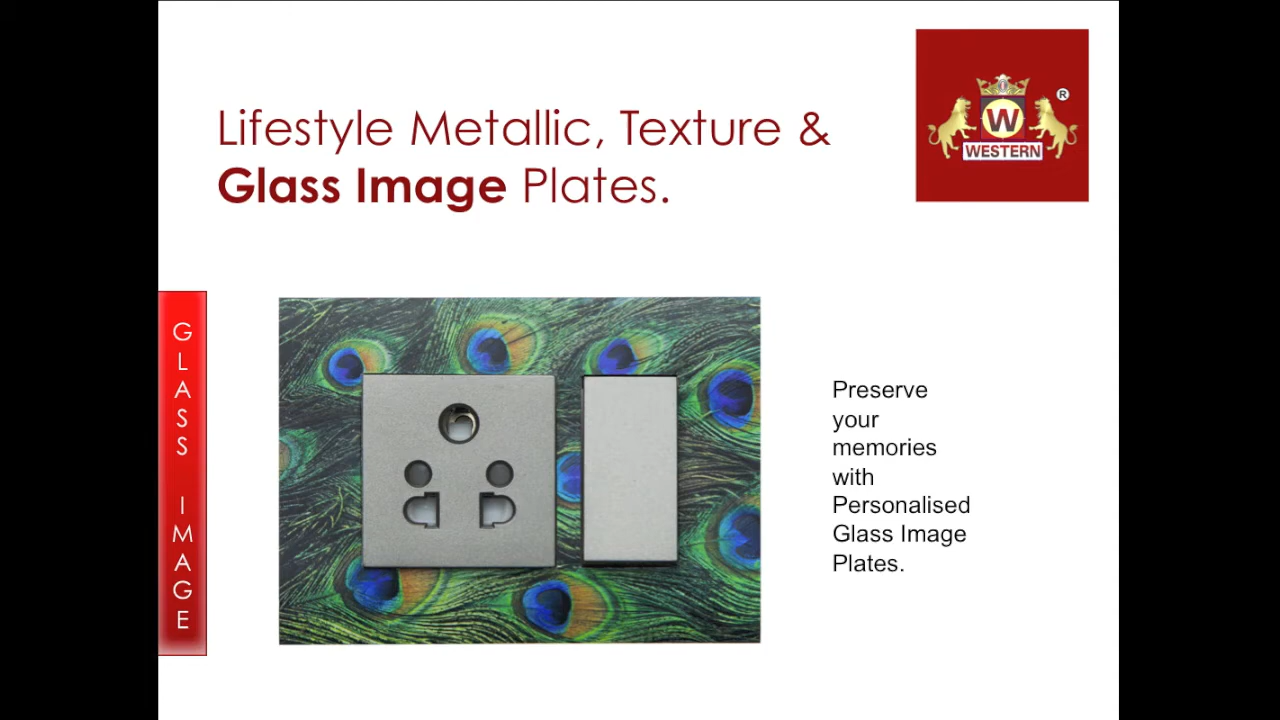 Lifestyle Metallic, Texture &
Glass Image Plates.
W
®
WESTERN
GLASS IMAGE
Preserve
your
memories
with
Personalised
Glass Image
Plates.